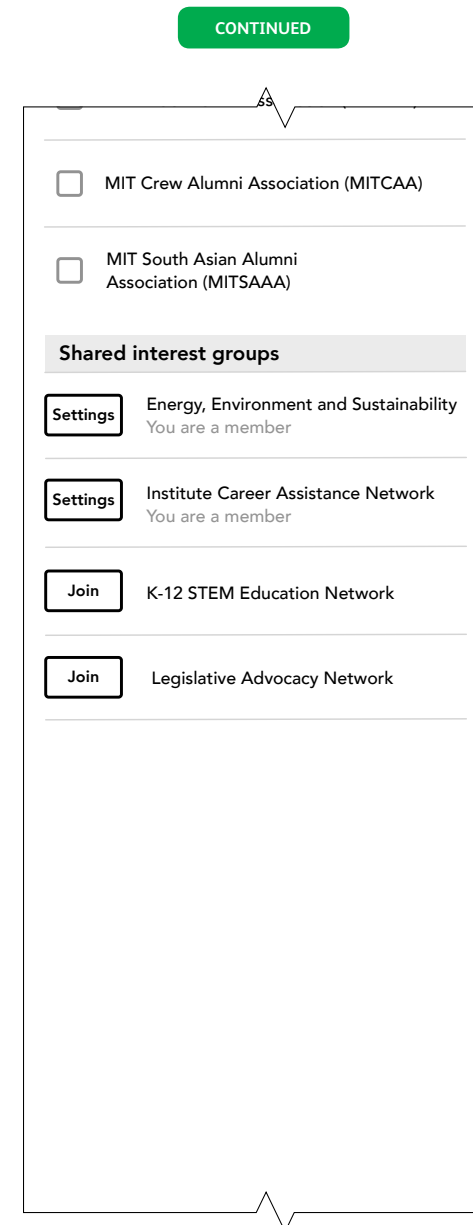 CONTINUED
MIT Crew Alumni Association (MITCAA)
MIT South Asian Alumni
Association (MITSAAA)
Shared interest groups
Settings
Energy, Environment and Sustainability
You are a member
Settings
Institute Career Assistance Network
You are a member
Join
K-12 STEM Education Network
Join
Legislative Advocacy Network